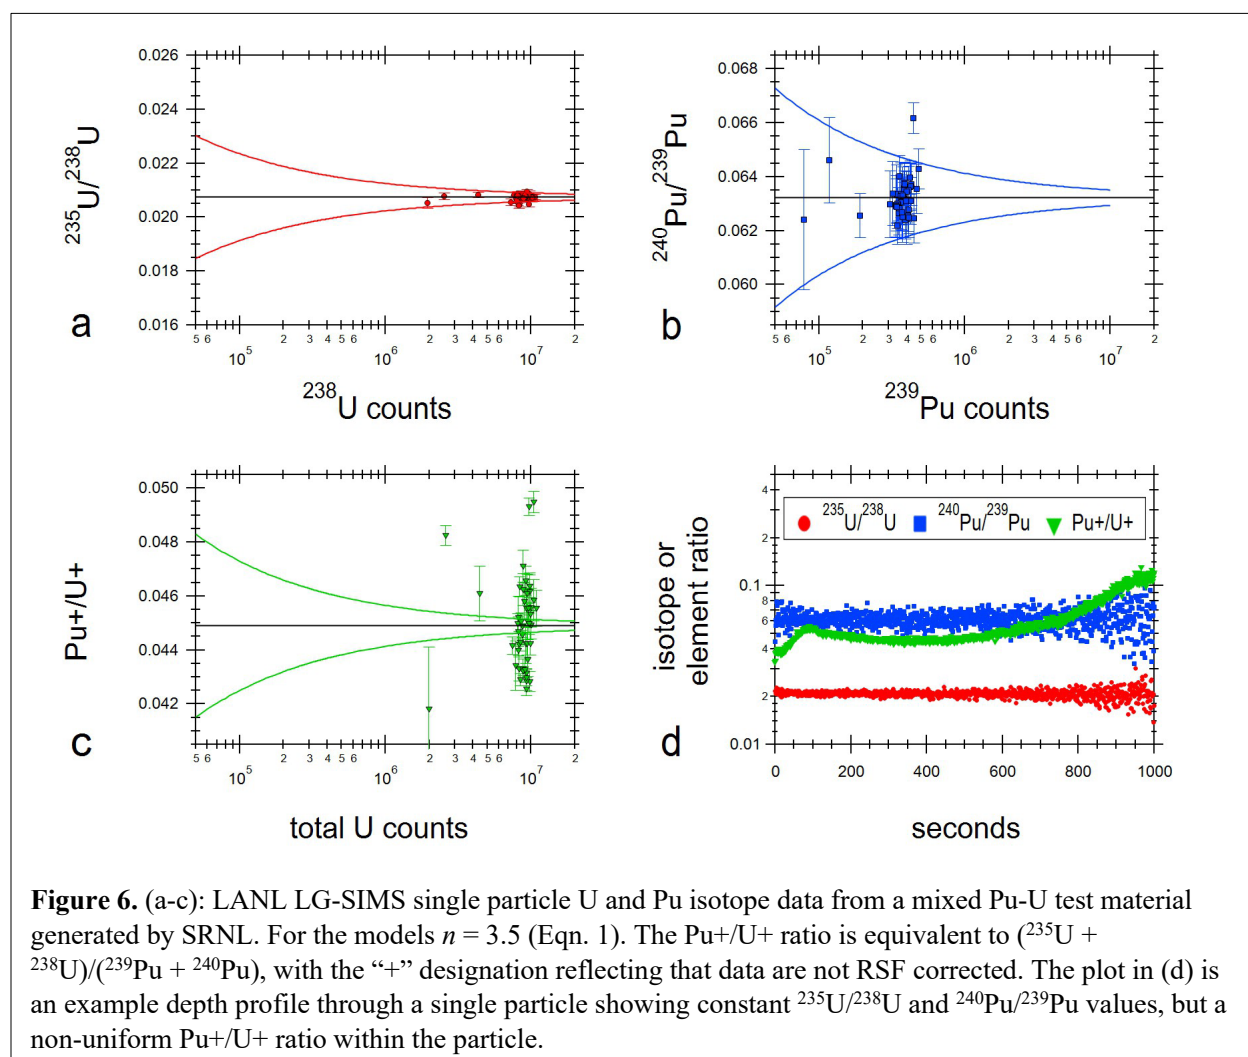 0.026
0.024
0.022
0.020
0.018
0.016
235U/238U
a
5 6 2 3 4 5 6 2 3 4 5 6 2
10^5 10^6 10^7
238U counts
0.068
0.066
0.064
0.062
0.060
240Pu/239Pu
b
5 6 2 3 4 5 6 2 3 4 5 6 2
10^5 10^6 10^7
239Pu counts
0.050
0.048
0.046
0.044
0.042
Pu+/U+
c
5 6 2 3 4 5 6 2 3 4 5 6 2
10^5 10^6 10^7
total U counts
4
2
0.1
8
6
4
2
0.01
isotope or
element ratio
235U/238U 240Pu/239Pu Pu+/U+
d
0 200 400 600 800 1000
seconds
Figure 6. (a-c): LANL LG-SIMS single particle U and Pu isotope data from a mixed Pu-U test material
generated by SRNL. For the models n = 3.5 (Eqn. 1). The Pu+/U+ ratio is equivalent to (235U +
238U)/(239Pu + 240Pu), with the “+” designation reflecting that data are not RSF corrected. The plot in (d) is
an example depth profile through a single particle showing constant 235U/238U and 240Pu/239Pu values, but a
non-uniform Pu+/U+ ratio within the particle.